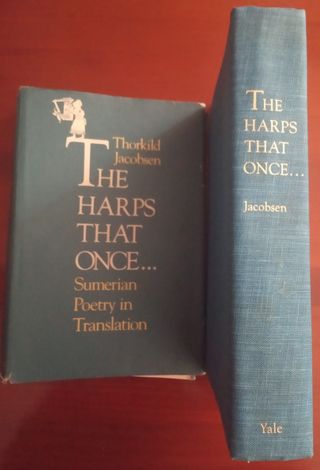 Thorkild
Jacobsen
THE
HARPS
THAT
ONCE...
Sumerian
Poetry in
Translation
THE
HARPS
THAT
ONCE...
Jacobsen
Yale